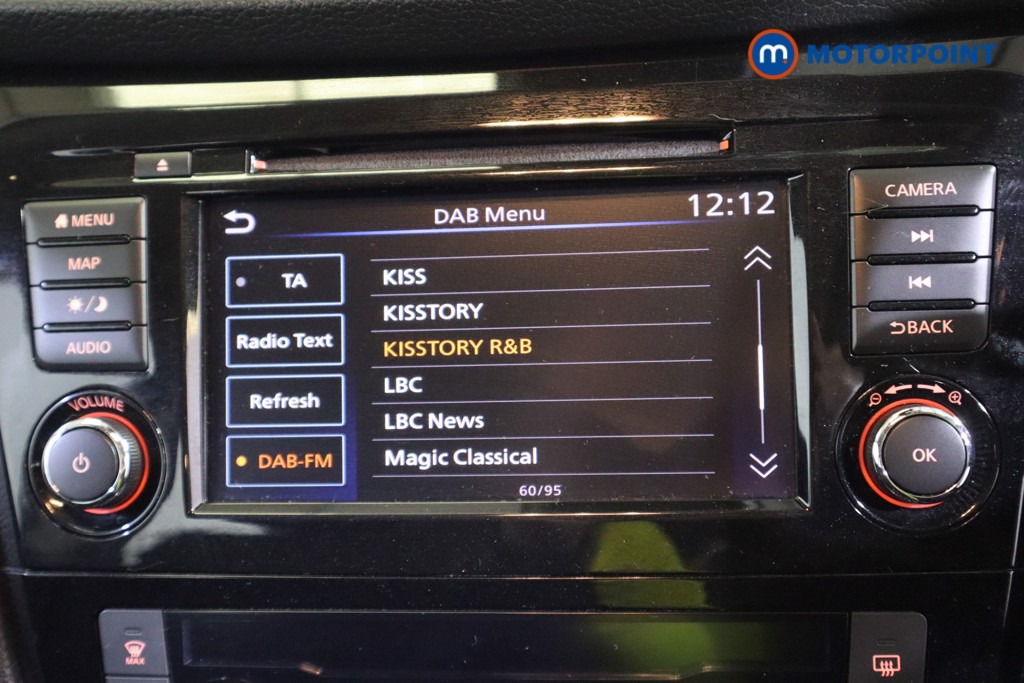 m MOTORPOINT
MENU
MAP
AUDIO
VOLUME
DAB Menu
12:12
TA
Radio Text
Refresh
DAB-FM
KISS
KISSTORY
KISSTORY R&B
LBC
LBC News
Magic Classical
60/95
CAMERA
BACK
OK
MAX